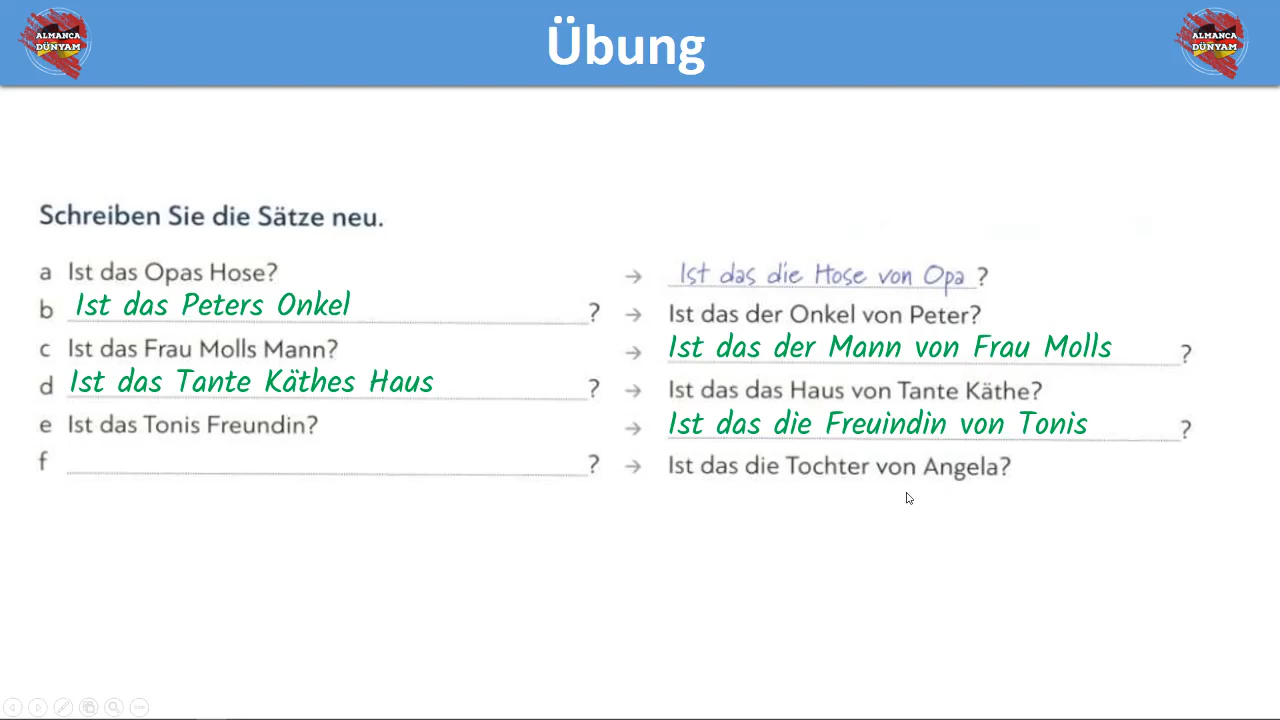 ALMANCA
DÜNYAM
Übung
ALMANCA
DÜNYAM
Schreiben Sie die Sätze neu.
a Ist das Opas Hose? → Ist das die Hose von Opa ?
b Ist das Peters Onkel ? → Ist das der Onkel von Peter?
c Ist das Frau Molls Mann? → Ist das der Mann von Frau Molls ?
d Ist das Tante Käthes Haus ? → Ist das das Haus von Tante Käthe?
e Ist das Tonis Freundin? → Ist das die Freuindin von Tonis ?
f ? → Ist das die Tochter von Angela?